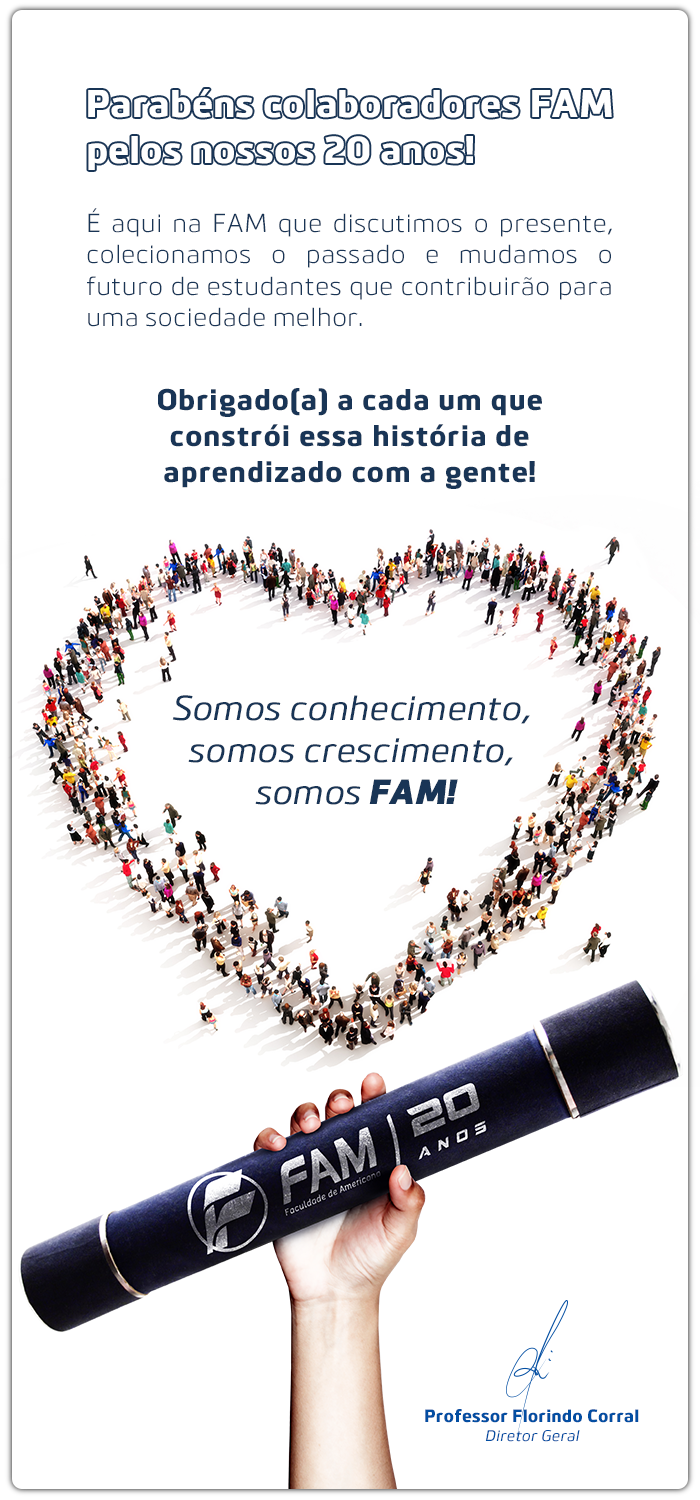 Parabéns colaboradores FAM
pelos nossos 20 anos!
É aqui na FAM que discutimos o presente,
colecionamos o passado e mudamos o
futuro de estudantes que contribuirão para
uma sociedade melhor.
Obrigado(a) a cada um que
constrói essa história de
aprendizado com a gente!
Somos conhecimento,
somos crescimento,
somos FAM!
FAM
Faculdade de Americana
20
ANOS
Professor Florindo Corral
Diretor Geral